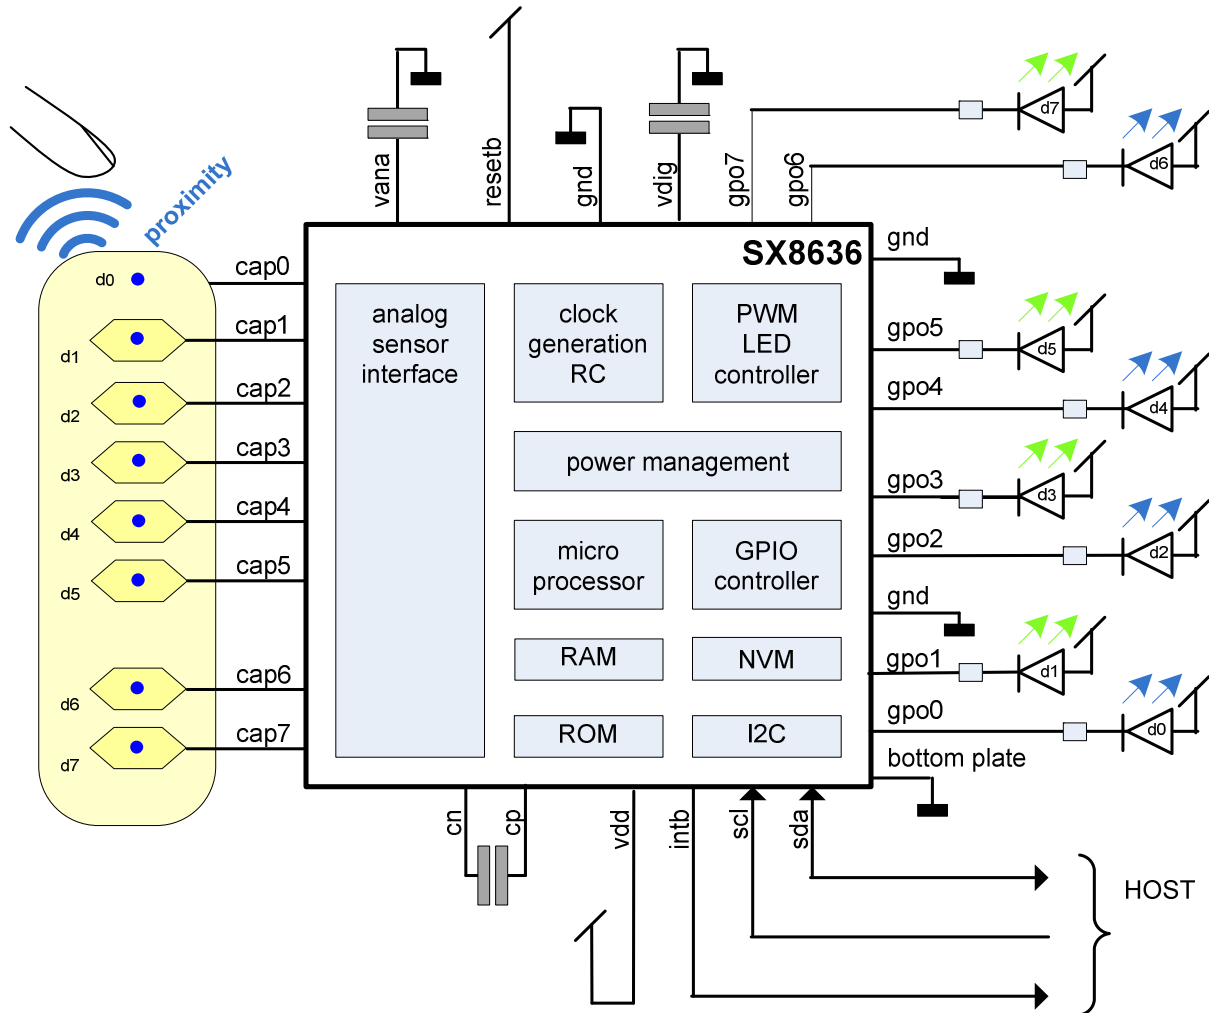 vana
resetb
gnd
vdig
gpo7
gpo6
d7
d6
proximity
SX8636
gnd
d0
cap0
d1
cap1
d2
cap2
d3
cap3
d4
cap4
d5
cap5
d6
cap6
d7
cap7
analog
sensor
interface
clock
generation
RC
PWM
LED
controller
power management
micro
processor
GPIO
controller
RAM
NVM
ROM
I2C
gpo5
d5
gpo4
d4
gpo3
d3
gpo2
d2
gnd
gpo1
d1
gpo0
d0
bottom plate
cn
cp
vdd
intb
scl
sda
HOST